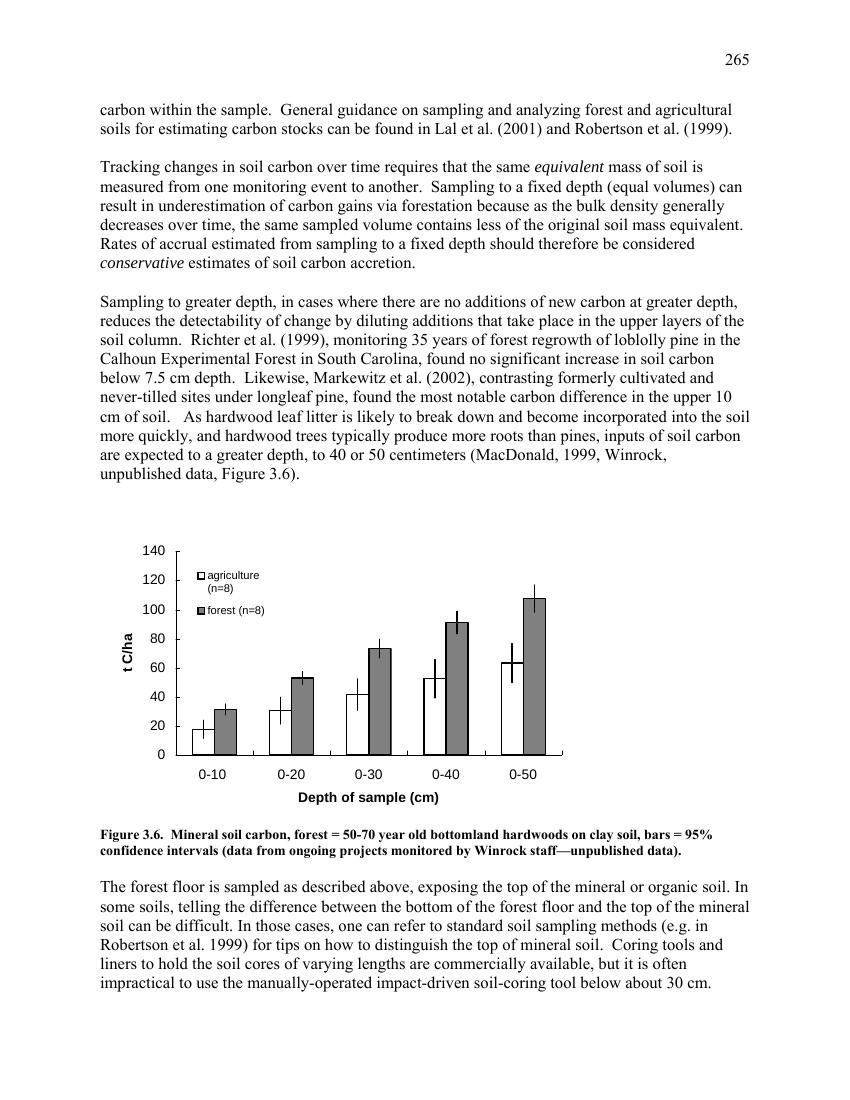 265
carbon within the sample.  General guidance on sampling and analyzing forest and agricultural
soils for estimating carbon stocks can be found in Lal et al. (2001) and Robertson et al. (1999).
Tracking changes in soil carbon over time requires that the same equivalent mass of soil is
measured from one monitoring event to another.  Sampling to a fixed depth (equal volumes) can
result in underestimation of carbon gains via forestation because as the bulk density generally
decreases over time, the same sampled volume contains less of the original soil mass equivalent.
Rates of accrual estimated from sampling to a fixed depth should therefore be considered
conservative estimates of soil carbon accretion.
Sampling to greater depth, in cases where there are no additions of new carbon at greater depth,
reduces the detectability of change by diluting additions that take place in the upper layers of the
soil column.  Richter et al. (1999), monitoring 35 years of forest regrowth of loblolly pine in the
Calhoun Experimental Forest in South Carolina, found no significant increase in soil carbon
below 7.5 cm depth.  Likewise, Markewitz et al. (2002), contrasting formerly cultivated and
never-tilled sites under longleaf pine, found the most notable carbon difference in the upper 10
cm of soil.   As hardwood leaf litter is likely to break down and become incorporated into the soil
more quickly, and hardwood trees typically produce more roots than pines, inputs of soil carbon
are expected to a greater depth, to 40 or 50 centimeters (MacDonald, 1999, Winrock,
unpublished data, Figure 3.6).
140
120
100
80
60
40
20
0
t C/ha
agriculture
(n=8)
forest (n=8)
0-10 0-20 0-30 0-40 0-50
Depth of sample (cm)
Figure 3.6.  Mineral soil carbon, forest = 50-70 year old bottomland hardwoods on clay soil, bars = 95%
confidence intervals (data from ongoing projects monitored by Winrock staff—unpublished data).
The forest floor is sampled as described above, exposing the top of the mineral or organic soil. In
some soils, telling the difference between the bottom of the forest floor and the top of the mineral
soil can be difficult. In those cases, one can refer to standard soil sampling methods (e.g. in
Robertson et al. 1999) for tips on how to distinguish the top of mineral soil.  Coring tools and
liners to hold the soil cores of varying lengths are commercially available, but it is often
impractical to use the manually-operated impact-driven soil-coring tool below about 30 cm.